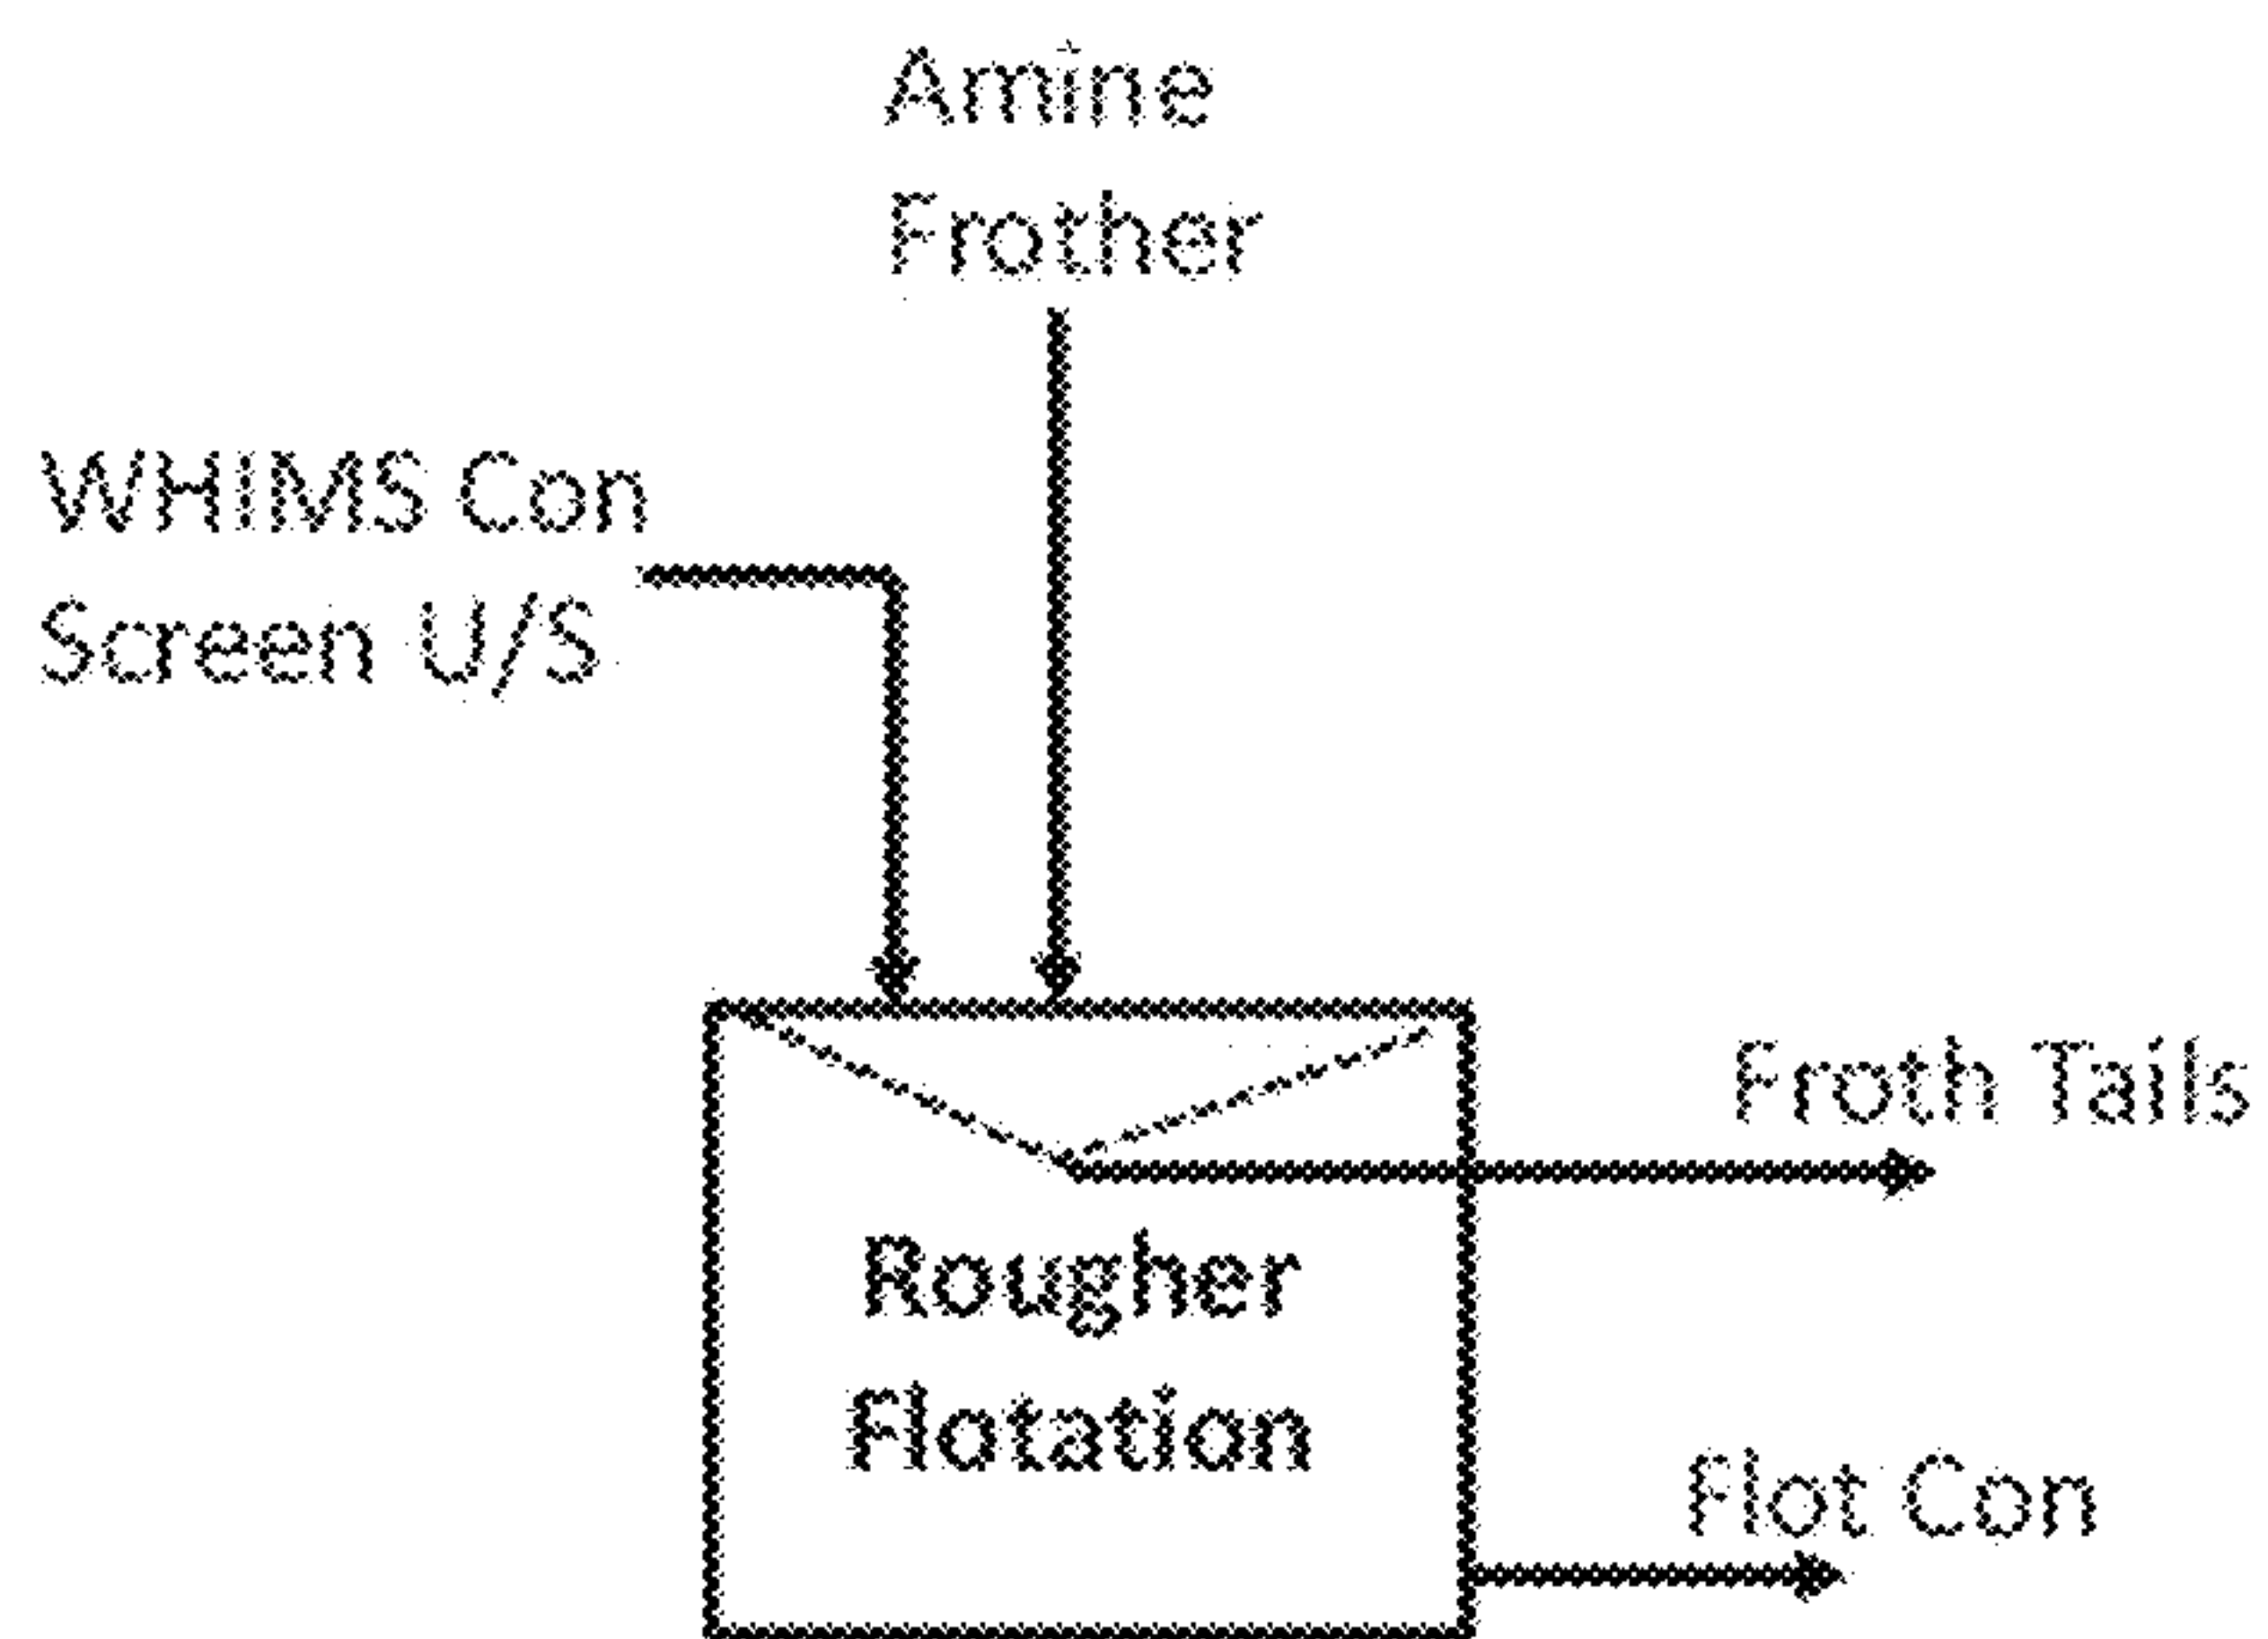 Amine
Frother
WHIMS Con
Screen U/S
Froth Tails
Rougher
Flotation
Flot Con